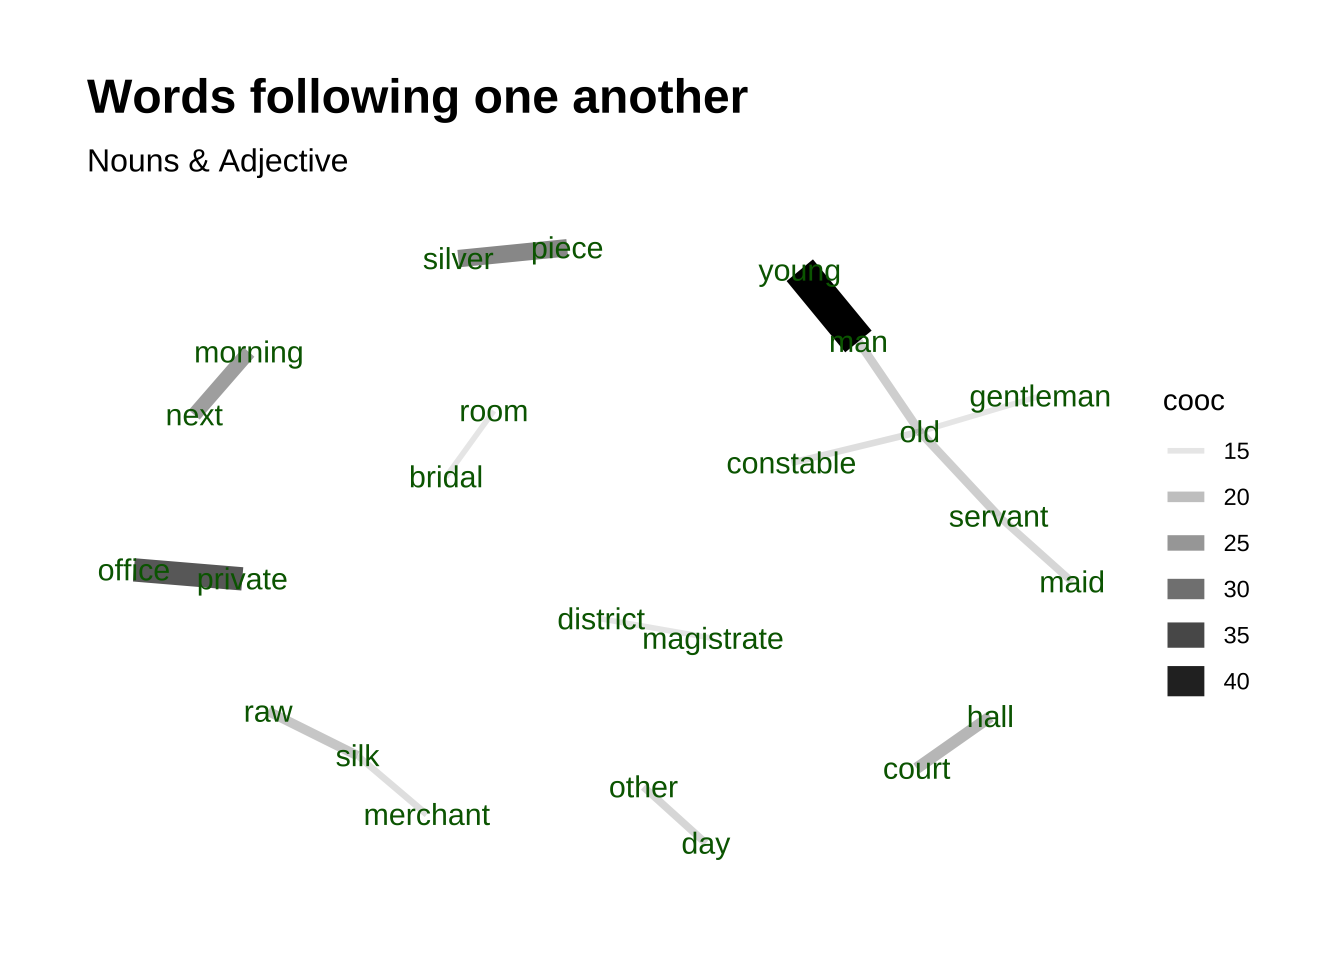 Words following one another
Nouns & Adjective
silver
piece
young
morning
man
next
room
gentleman
old
constable
bridal
servant
office
private
maid
district
magistrate
raw
hall
silk
court
other
merchant
day
cooc
15
20
25
30
35
40